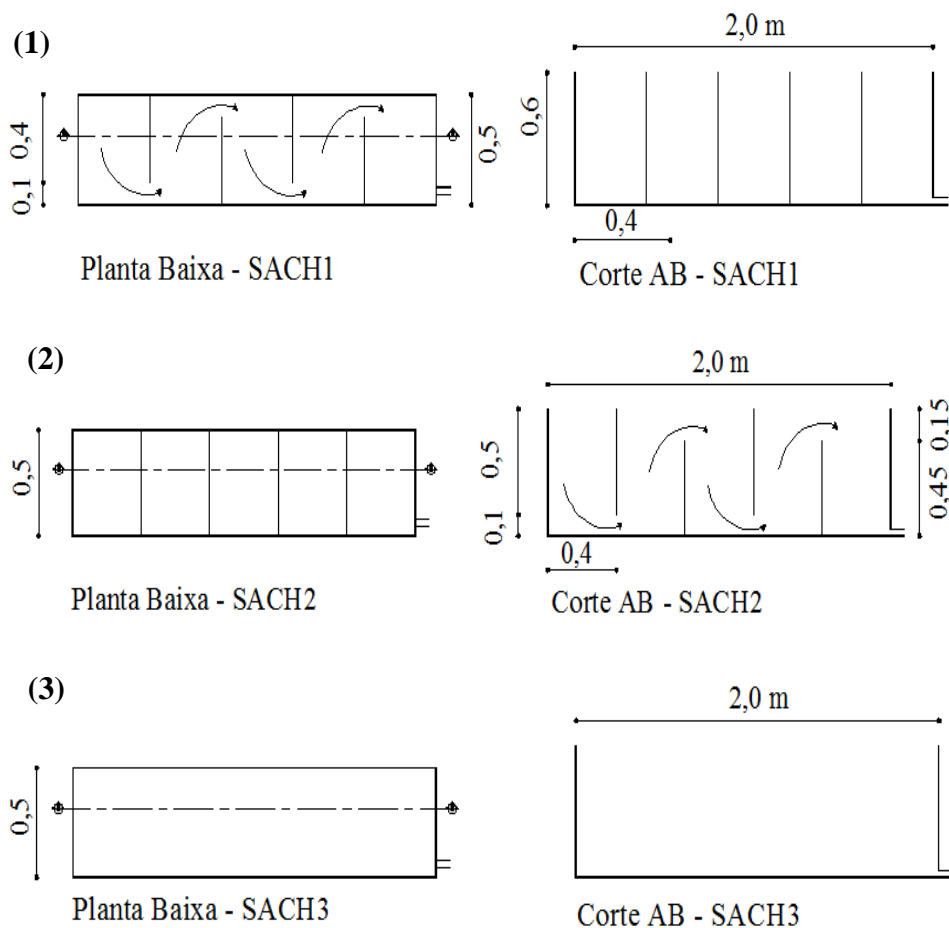 (1)
2,0 m
0,4
0,1
0,5
0,6
0,4
Planta Baixa - SACH1
Corte AB - SACH1
(2)
2,0 m
0,5
0,5
0,1
0,15
0,45
0,4
Planta Baixa - SACH2
Corte AB - SACH2
(3)
2,0 m
0,5
Planta Baixa - SACH3
Corte AB - SACH3